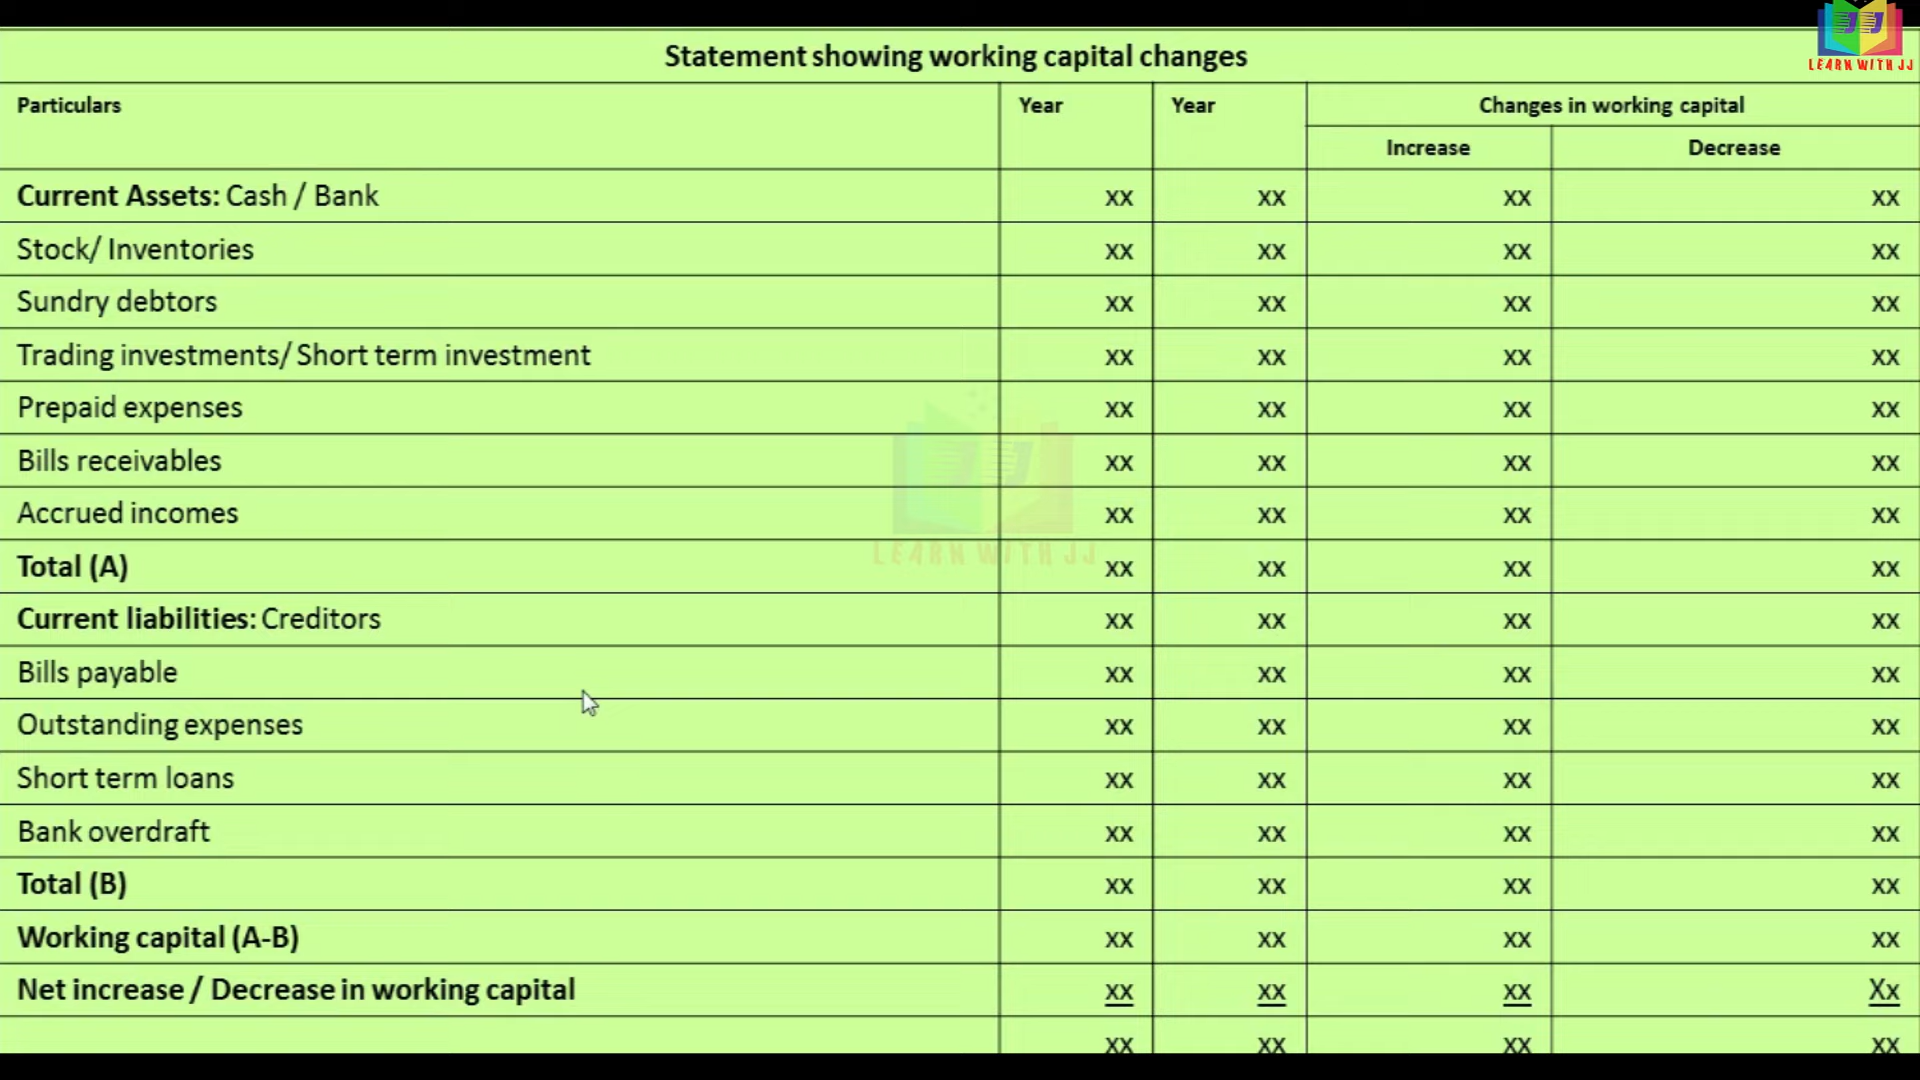 LEARN WITH JJ
Statement showing working capital changes
Particulars Year Year Changes in working capital
Increase Decrease
Current Assets: Cash / Bank xx xx xx xx
Stock/ Inventories xx xx xx xx
Sundry debtors xx xx xx xx
Trading investments/ Short term investment xx xx xx xx
Prepaid expenses xx xx xx xx
Bills receivables xx xx xx xx
Accrued incomes xx xx xx xx
LEARN WITH JJ
Total (A) xx xx xx xx
Current liabilities: Creditors xx xx xx xx
Bills payable xx xx xx xx
Outstanding expenses xx xx xx xx
Short term loans xx xx xx xx
Bank overdraft xx xx xx xx
Total (B) xx xx xx xx
Working capital (A-B) xx xx xx xx
Net increase / Decrease in working capital xx xx xx Xx
xx xx xx xx